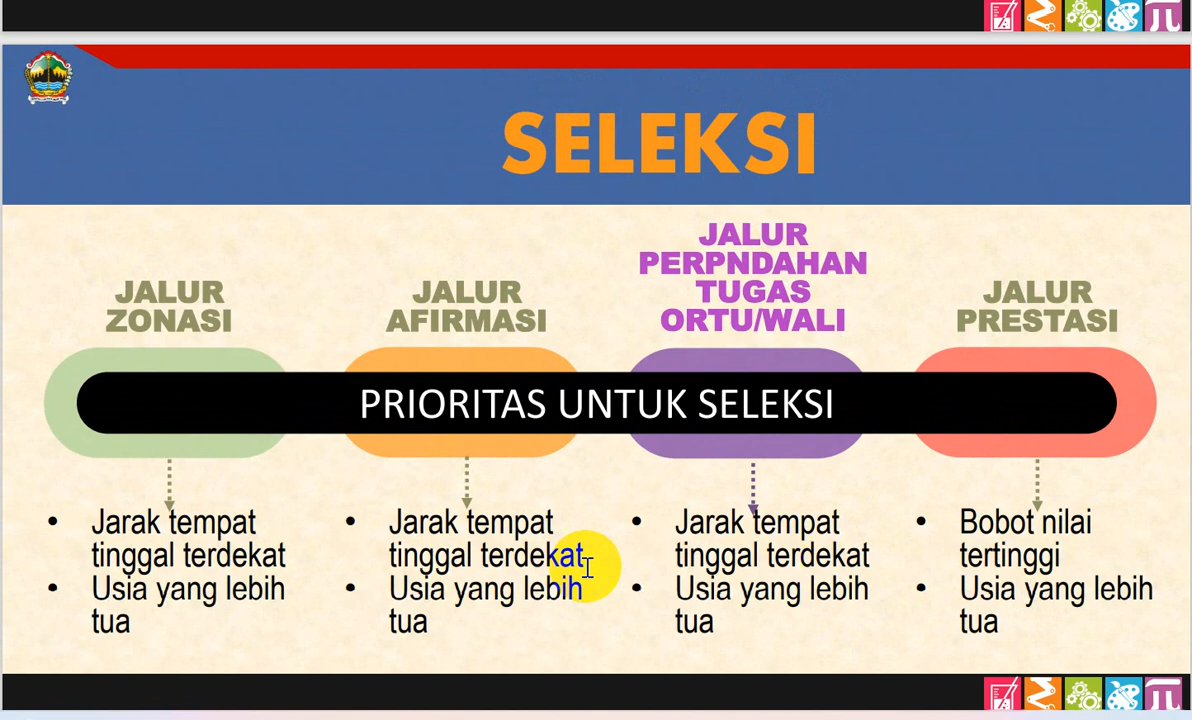 SELEKSI
JALUR
ZONASI
JALUR
AFIRMASI
JALUR
PERPNDAHAN
TUGAS
ORTU/WALI
JALUR
PRESTASI
PRIORITAS UNTUK SELEKSI
• Jarak tempat
tinggal terdekat
• Usia yang lebih
tua
• Jarak tempat
tinggal terdekat
• Usia yang lebih
tua
• Jarak tempat
tinggal terdekat
• Usia yang lebih
tua
• Bobot nilai
tertinggi
• Usia yang lebih
tua